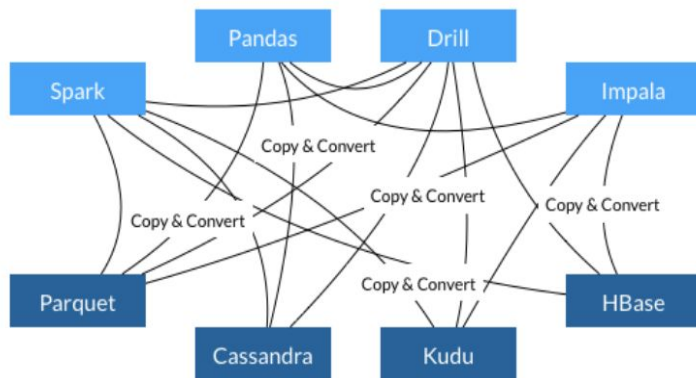 Pandas
Drill
Spark
Impala
Copy & Convert
Copy & Convert
Copy & Convert
Copy & Convert
Copy & Convert
Parquet
HBase
Cassandra
Kudu